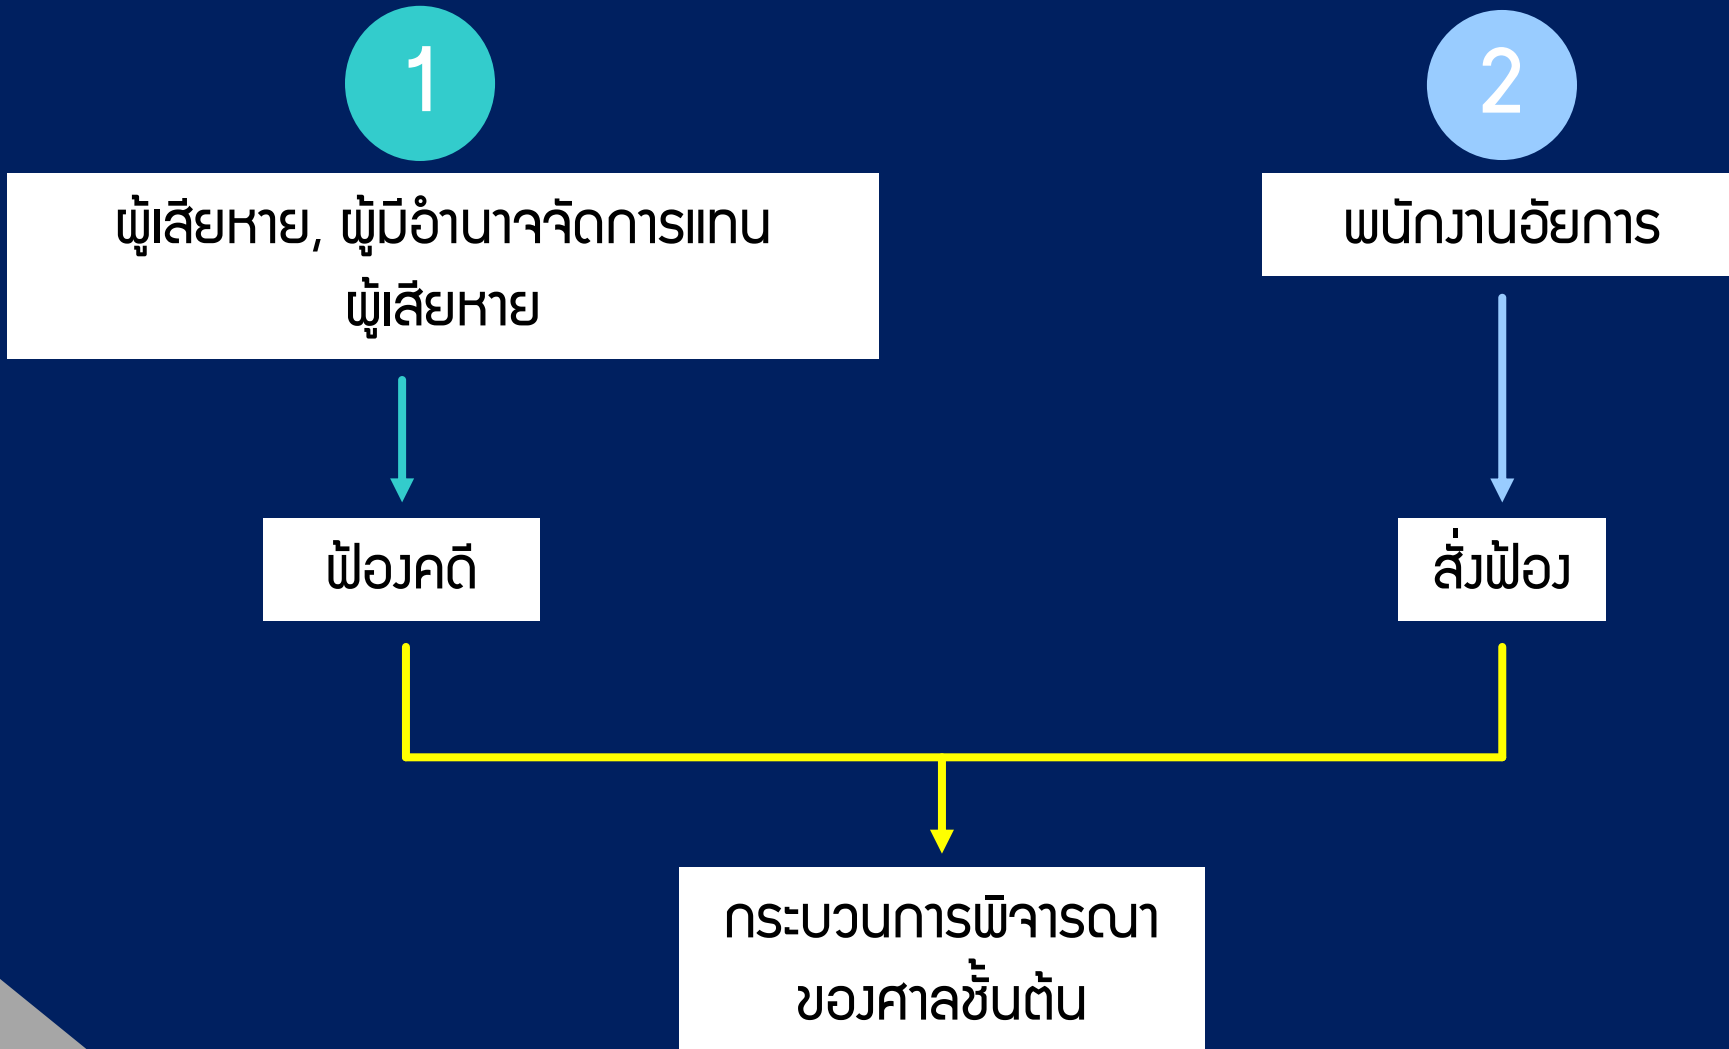 1
ผู้เสียหาย, ผู้มีอำนาจจัดการแทน
ผู้เสียหาย
ฟ้องคดี
2
พนักงานอัยการ
สั่งฟ้อง
กระบวนการพิจารณา
ของศาลชั้นต้น